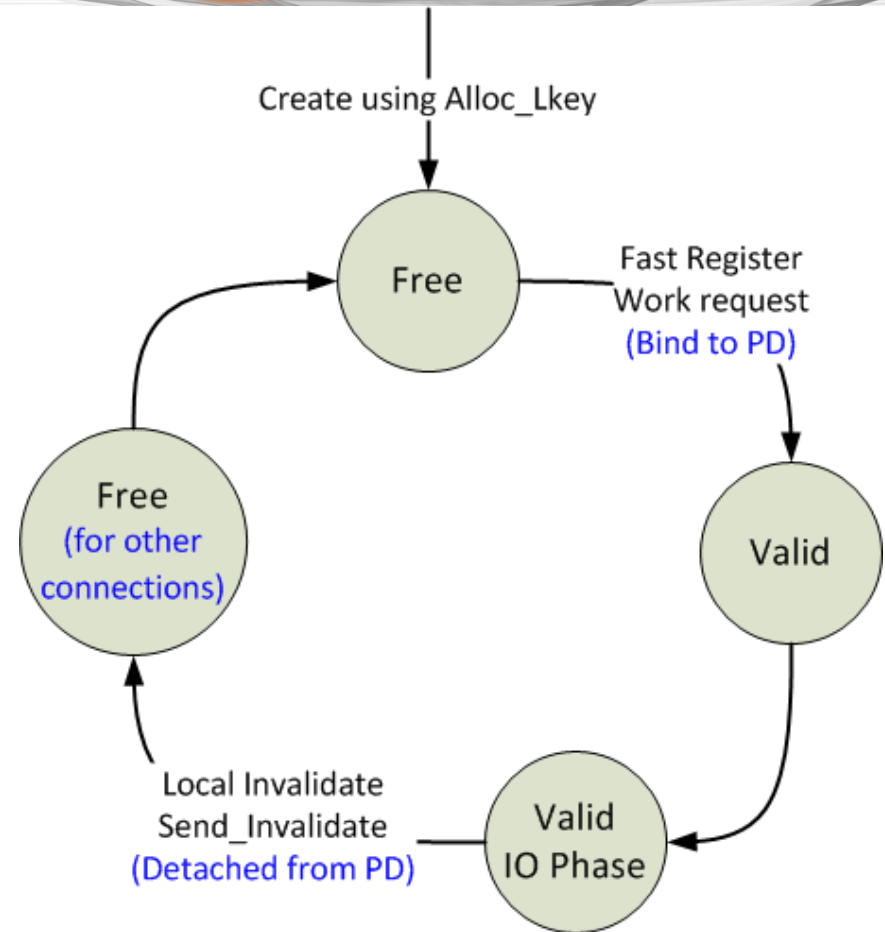 Create using Alloc_Lkey
Free
Fast Register
Work request
(Bind to PD)
Valid
Valid
IO Phase
Local Invalidate
Send_Invalidate
(Detached from PD)
Free
(for other
connections)